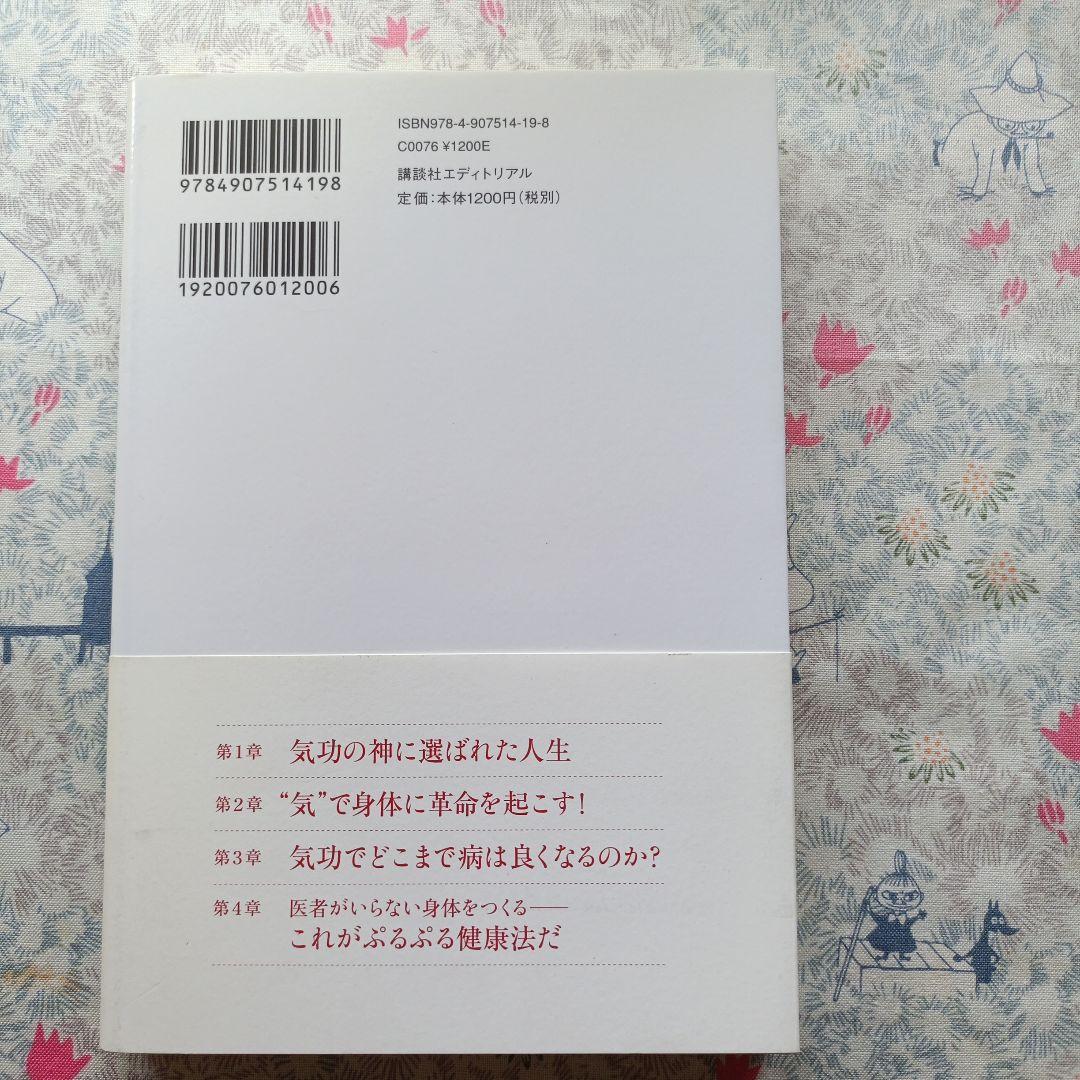 ISBN978-4-907514-19-8
C0076 ¥1200E
講談社エディトリアル
定価：本体1200円（税別）
9784907514198
1920076012006
第1章 気功の神に選ばれた人生
第2章 “気”で身体に革命を起こす！
第3章 気功でどこまで病は良くなるのか？
第4章 医者がいらない身体をつくる――
これがぷるぷる健康法だ